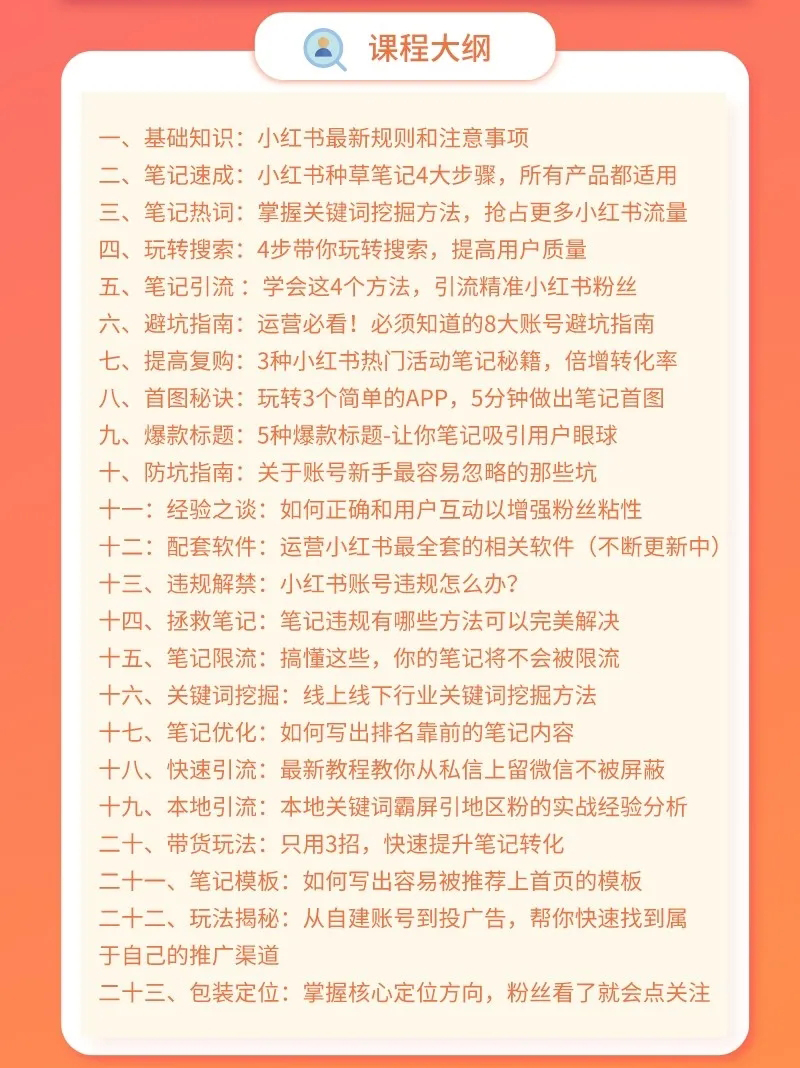 课程大纲
一、基础知识：小红书最新规则和注意事项
二、笔记速成：小红书种草笔记4大步骤，所有产品都适用
三、笔记热词：掌握关键词挖掘方法，抢占更多小红书流量
四、玩转搜索：4步带你玩转搜索，提高用户质量
五、笔记引流：学会这4个方法，引流精准小红书粉丝
六、避坑指南：运营必看！必须知道的8大账号避坑指南
七、提高复购：3种小红书热门活动笔记秘籍，倍增转化率
八、首图秘诀：玩转3个简单的APP，5分钟做出笔记首图
九、爆款标题：5种爆款标题-让你笔记吸引用户眼球
十、防坑指南：关于账号新手最容易忽略的那些坑
十一：经验之谈：如何正确和用户互动以增强粉丝粘性
十二：配套软件：运营小红书最全套的相关软件（不断更新中）
十三、违规解禁：小红书账号违规怎么办？
十四、拯救笔记：笔记违规有哪些方法可以完美解决
十五、笔记限流：搞懂这些，你的笔记将不会被限流
十六、关键词挖掘：线上线下行业关键词挖掘方法
十七、笔记优化：如何写出排名靠前的笔记内容
十八、快速引流：最新教程教你从私信上留微信不被屏蔽
十九、本地引流：本地关键词霸屏引地区粉的实战经验分析
二十、带货玩法：只用3招，快速提升笔记转化
二十一、笔记模板：如何写出容易被推荐上首页的模板
二十二、玩法揭秘：从自建账号到投广告，帮你快速找到属
于自己的推广渠道
二十三、包装定位：掌握核心定位方向，粉丝看了就会点关注